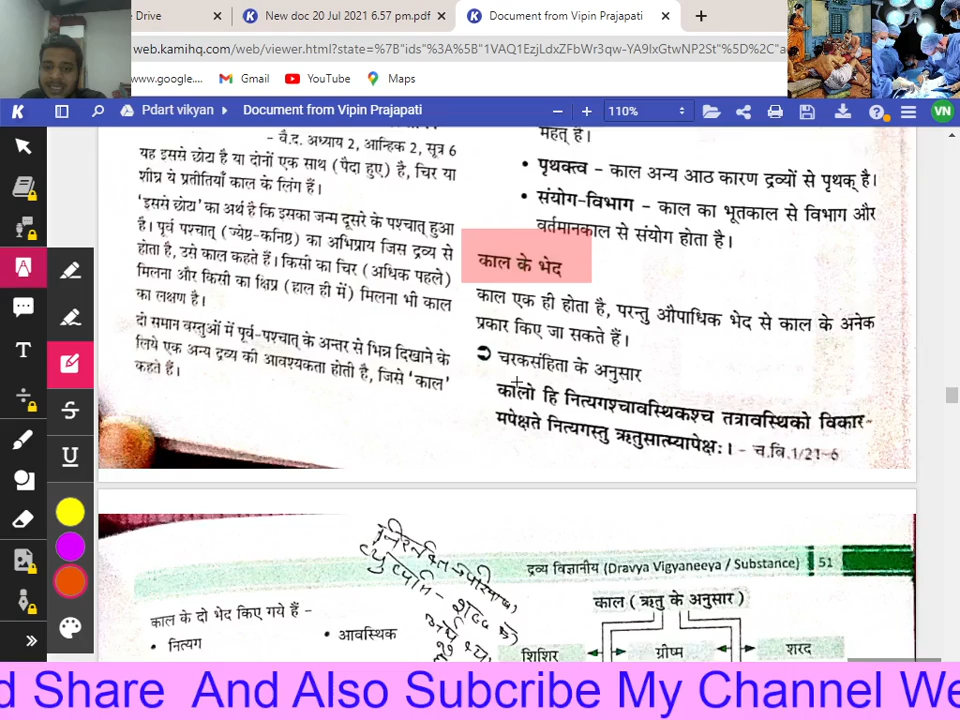 e Drive
New doc 20 Jul 2021 6.57 pm.pdf
Document from Vipin Prajapati
web.kamihq.com/web/viewer.html?state=%7B"ids"%3A%5B"1VAQ1EzjLdxZFbWr3qw-YA9lxGtwNP2St"%5D%2C"a
www.google....
Gmail
YouTube
Maps
Pdart vikyan
Document from Vipin Prajapati
110%
VN
- वै.द. अध्याय 2, आन्हिक 2, सूत्र 6
यह इससे छोटा है या दोनों एक साथ (पैदा हुए) है, चिर या
शीघ्र ये प्रतीतियाँ काल के लिंग हैं।
'इससे छोटा' का अर्थ है कि इसका जन्म दूसरे के पश्चात् हुआ
है। पूर्व पश्चात् (ज्येष्ठ-कनिष्ठ) का अभिप्राय जिस द्रव्य से
होता है, उसे काल कहते हैं। किसी का चिर (अधिक पहले)
मिलना और किसी का क्षिप्र (हाल ही में) मिलना भी काल
का लक्षण है।
दो समान वस्तुओं में पूर्व-पश्चात् के अन्तर से भिन्न दिखाने के
लिये एक अन्य द्रव्य की आवश्यकता होती है, जिसे 'काल'
कहते हैं।
महत् है।
• पृथक्त्व - काल अन्य आठ कारण द्रव्यों से पृथक् है।
• संयोग-विभाग - काल का भूतकाल से विभाग और
वर्तमानकाल से संयोग होता है।
काल के भेद
काल एक ही होता है, परन्तु औपाधिक भेद से काल के अनेक
प्रकार किए जा सकते हैं।
चरकसंहिता के अनुसार
कालो हि नित्यगश्चावस्थिकश्च तत्रावस्थिको विकार-
मपेक्षते नित्यगस्तु ऋतुसात्म्यापेक्षः। - च.वि.1/21-6
द्रव्य विज्ञानीय (Dravya Vigyaneeya / Substance) 51
काल के दो भेद किए गये हैं -
• नित्यग
• आवस्थिक
काल (ऋतु के अनुसार)
शिशिर
ग्रीष्म
शरद
d Share And Also Subcribe My Channel We